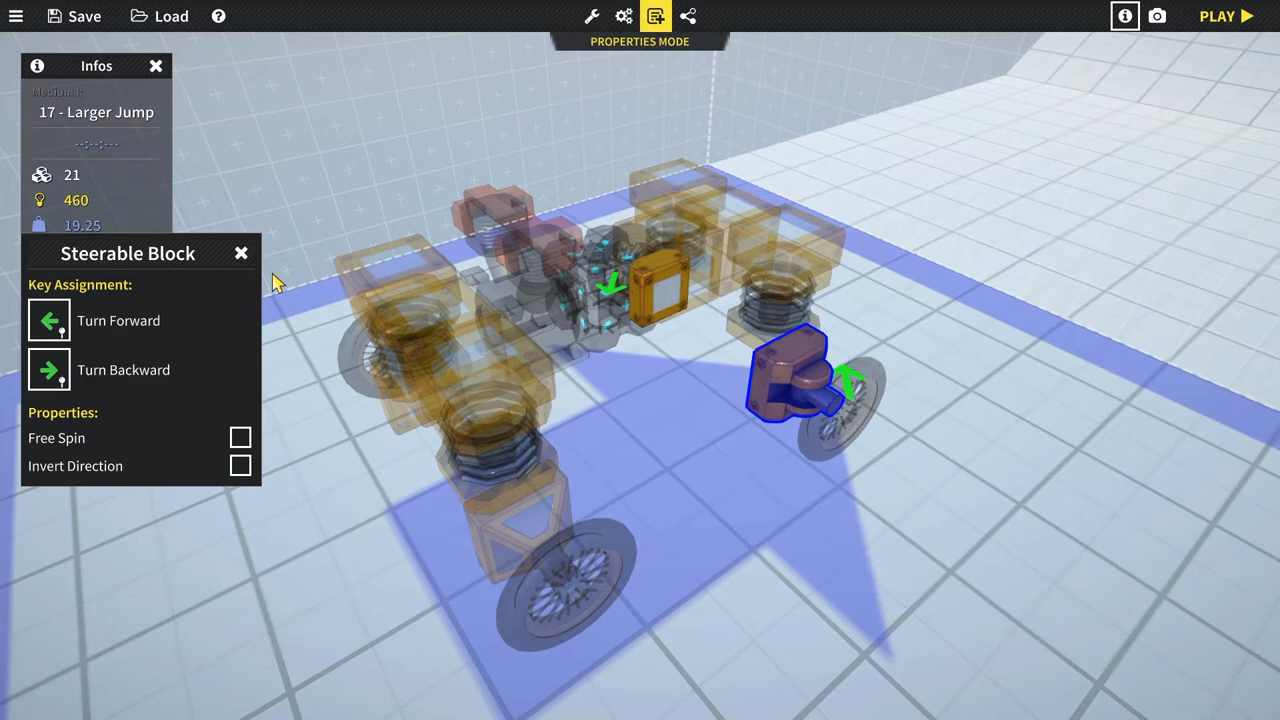 Save
Load
PLAY
PROPERTIES MODE
Infos
17 - Larger Jump
--:--:--
21
460
19.25
Steerable Block
Key Assignment:
Turn Forward
Turn Backward
Properties:
Free Spin
Invert Direction